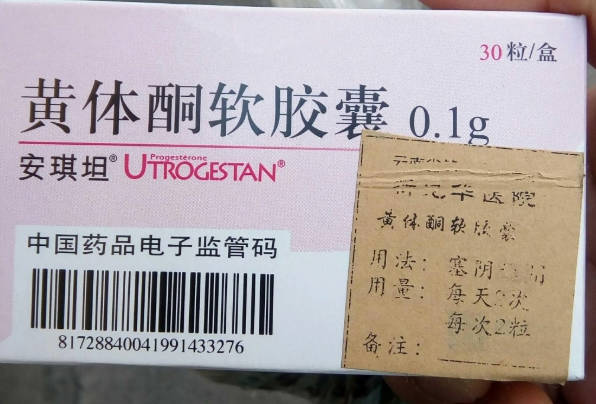 30粒/盒
黄体酮软胶囊 0.1g
安琪坦® Progestérone UTROGESTAN®
中国药品电子监管码
81728840041991433276
华医院
黄体酮软胶囊
用法: 塞阴
用量: 每天2次
每次2粒
备注: